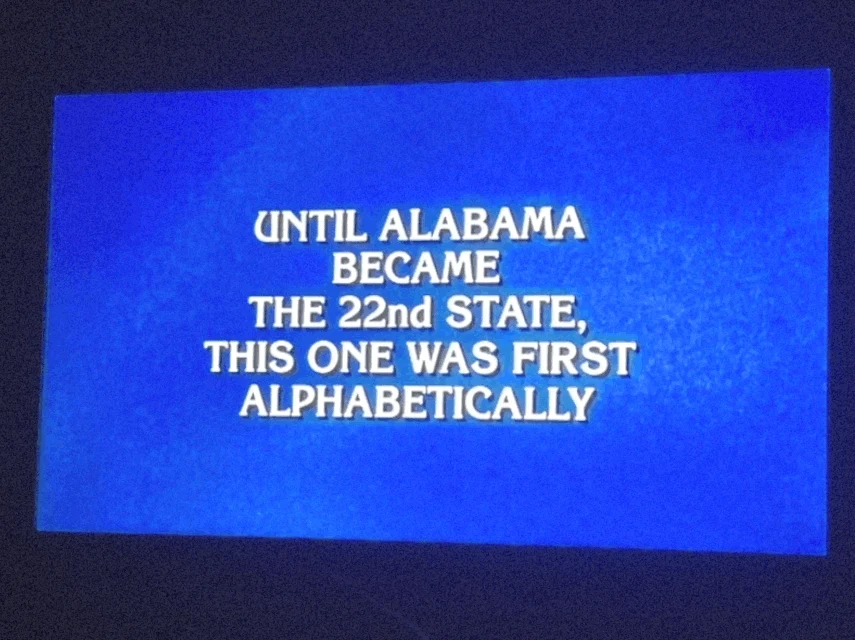 UNTIL ALABAMA
BECAME
THE 22nd STATE,
THIS ONE WAS FIRST
ALPHABETICALLY